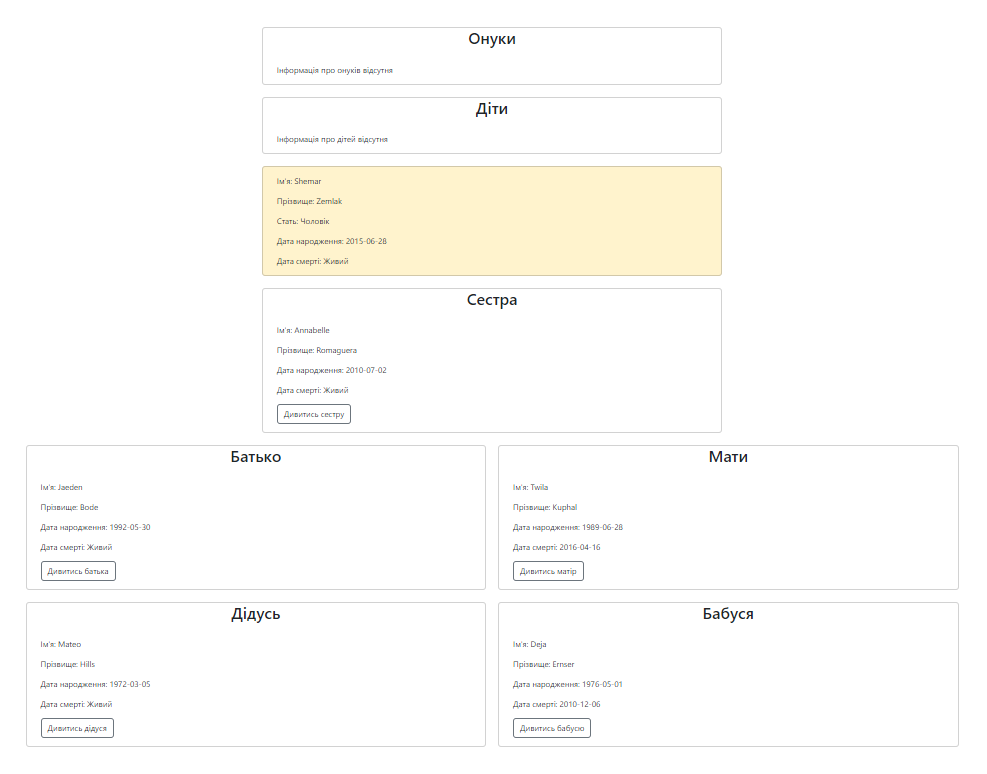 Онуки
Інформація про онуків відсутня
Діти
Інформація про дітей відсутня
Ім'я: Shemar
Прізвище: Zemlak
Стать: Чоловік
Дата народження: 2015-06-28
Дата смерті: Живий
Сестра
Ім'я: Annabelle
Прізвище: Romaguera
Дата народження: 2010-07-02
Дата смерті: Живий
Дивитись сестру
Батько
Ім'я: Jaeden
Прізвище: Bode
Дата народження: 1992-05-30
Дата смерті: Живий
Дивитись батька
Мати
Ім'я: Twila
Прізвище: Kuphal
Дата народження: 1989-06-28
Дата смерті: 2016-04-16
Дивитись матір
Дідусь
Ім'я: Mateo
Прізвище: Hills
Дата народження: 1972-03-05
Дата смерті: Живий
Дивитись дідуся
Бабуся
Ім'я: Deja
Прізвище: Ernser
Дата народження: 1976-05-01
Дата смерті: 2010-12-06
Дивитись бабусю